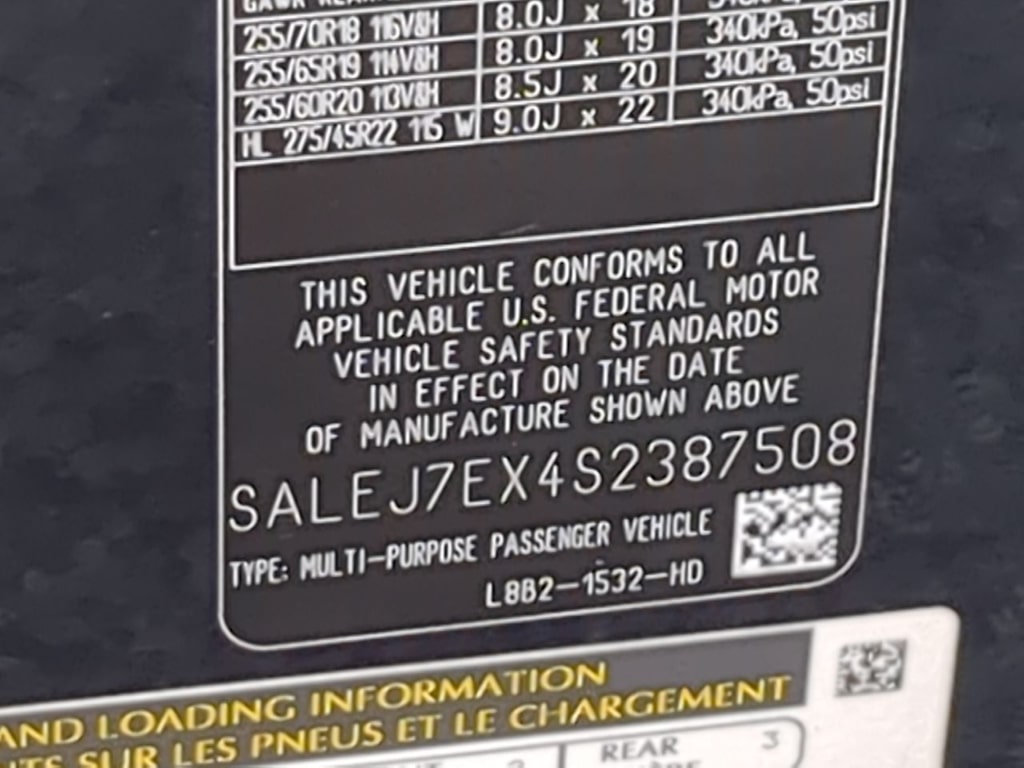 255/70R18 116V&H 8.0J x 18 340kPa, 50psi
255/65R19 114V&H 8.0J x 19 340kPa, 50psi
255/60R20 113V&H 8.5J x 20 340kPa, 50psi
HL 275/45R22 115 W 9.0J x 22
THIS VEHICLE CONFORMS TO ALL
APPLICABLE U.S. FEDERAL MOTOR
VEHICLE SAFETY STANDARDS
IN EFFECT ON THE DATE
OF MANUFACTURE SHOWN ABOVE
SALEJ7EX4S2387508
TYPE: MULTI-PURPOSE PASSENGER VEHICLE
L8B2-1532-HD
AND LOADING INFORMATION
SUR LES PNEUS ET LE CHARGEMENT
REAR 3